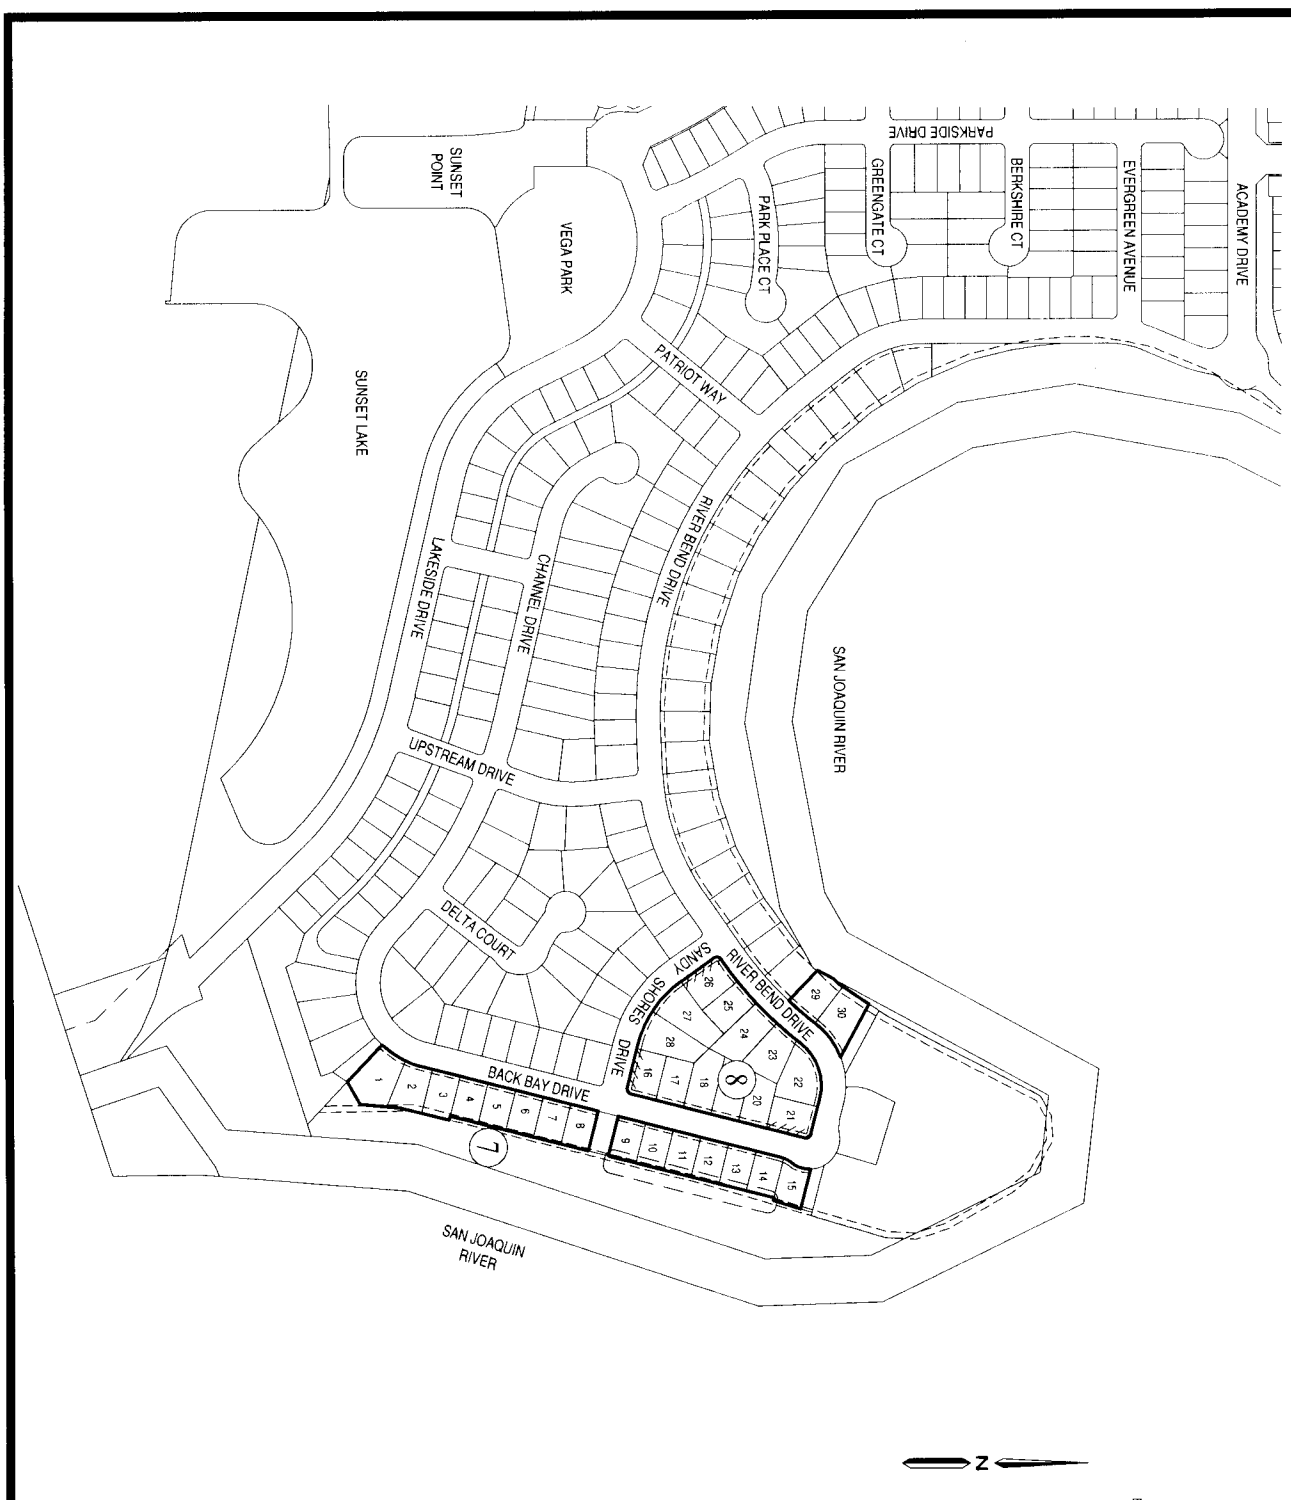 PARKSIDE DRIVE
SUNSET
POINT
GREENGATE CT
BERKSHIRE CT
EVERGREEN AVENUE
ACADEMY DRIVE
PARK PLACE CT
VEGA PARK
PATRIOT WAY
SUNSET LAKE
RIVER BEND DRIVE
LAKESIDE DRIVE
CHANNEL DRIVE
SAN JOAQUIN RIVER
UPSTREAM DRIVE
DELTA COURT
SANDY SHORES DRIVE
RIVER BEND DRIVE
BACK BAY DRIVE
1
2
3
4
5
6
7
8
9
10
11
12
13
14
15
16
17
18
20
21
22
23
24
25
26
27
28
29
30
7
8
SAN JOAQUIN
RIVER
N